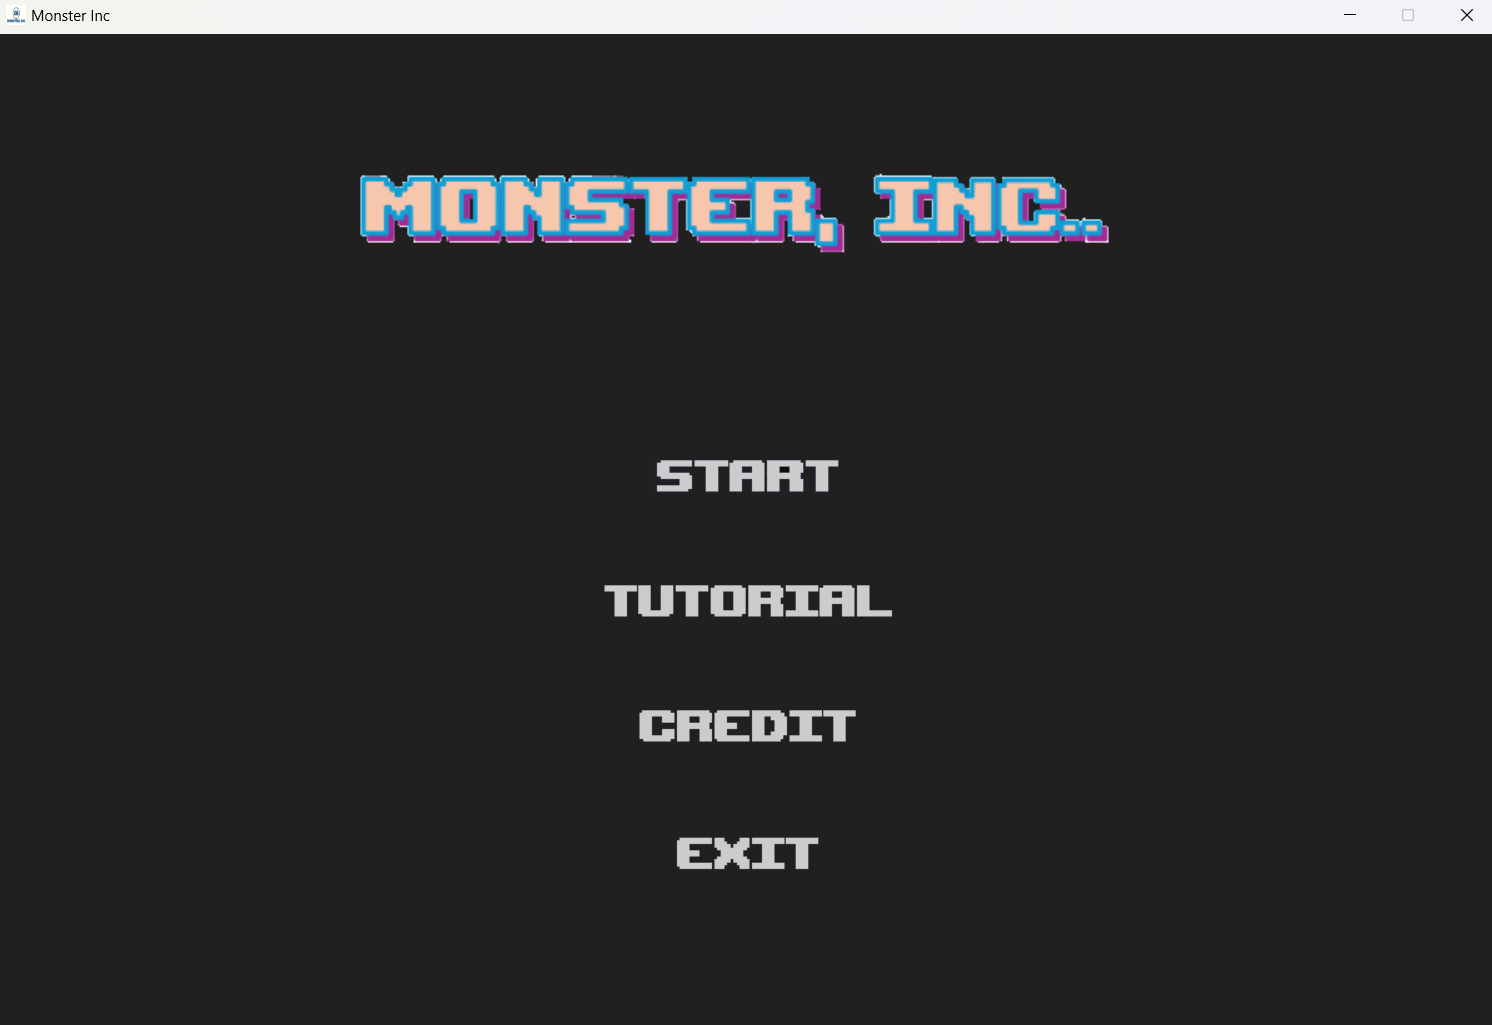 Monster Inc
MONSTER, INC..
START
TUTORIAL
CREDIT
EXIT